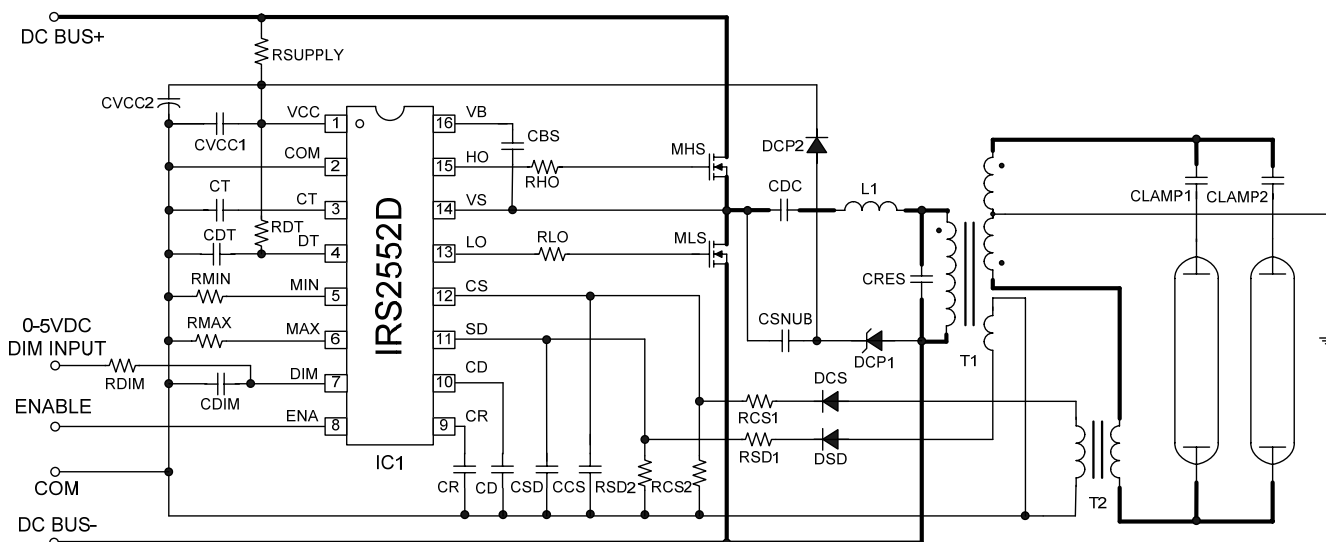 DC BUS+
RSUPPLY
CVCC2
VCC
1
16
VB
CVCC1
CBS
DCP2
COM
2
15
HO
RHO
MHS
CT
CT
3
14
VS
CDC
L1
CLAMP1
CLAMP2
RDT
CDT
DT
4
13
LO
RLO
MLS
RMIN
MIN
5
12
CS
CRES
RMAX
MAX
6
11
SD
CSNUB
DCP1
T1
0-5VDC
DIM INPUT
RDIM
CDIM
DIM
7
10
CD
DCS
RCS1
ENABLE
ENA
8
9
CR
RSD1
DSD
IRS2552D
IC1
COM
CR
CD
CSD
CCS
RSD2
RCS2
T2
DC BUS-